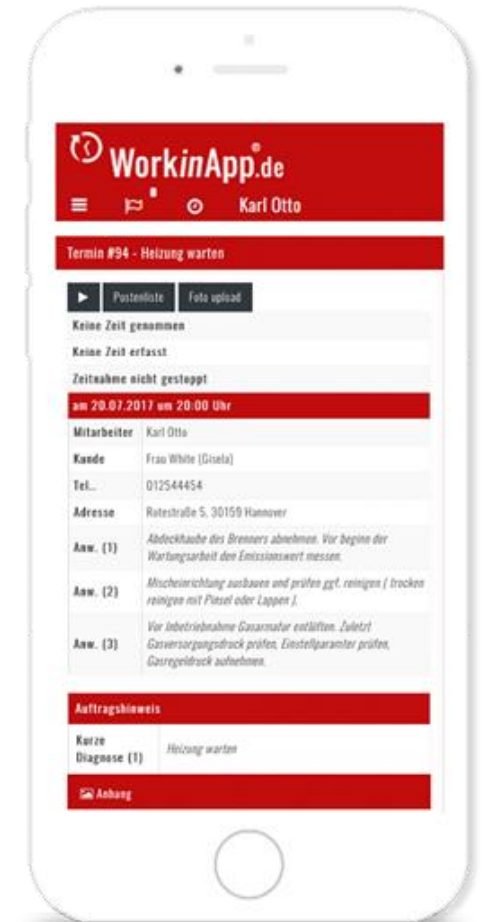 WorkinApp.de®
Karl Otto
Termin #94 - Heizung warten
Postenliste Foto upload
Keine Zeit genommen
Keine Zeit erfasst
Zeitnahme nicht gestoppt
am 20.07.2017 um 20:00 Uhr
Mitarbeiter Karl Otto
Kunde Frau White (Gisela)
Tel.. 012544454
Adresse Rotestraße 5, 30159 Hannover
Anw. (1) Abdeckhaube des Brenners abnehmen. Vor beginn der
Wartungsarbeit den Emissionswert messen.
Anw. (2) Mischeinrichtung ausbauen und prüfen ggf. reinigen ( trocken
reinigen mit Pinsel oder Lappen ).
Anw. (3) Vor Inbetriebnahme Gasarmatur entlüften. Zuletzt
Gasversorgungsdruck prüfen, Einstellparamter prüfen,
Gasregeldruck aufnehmen.
Auftragshinweis
Kurze
Diagnose (1) Heizung warten
Anhang